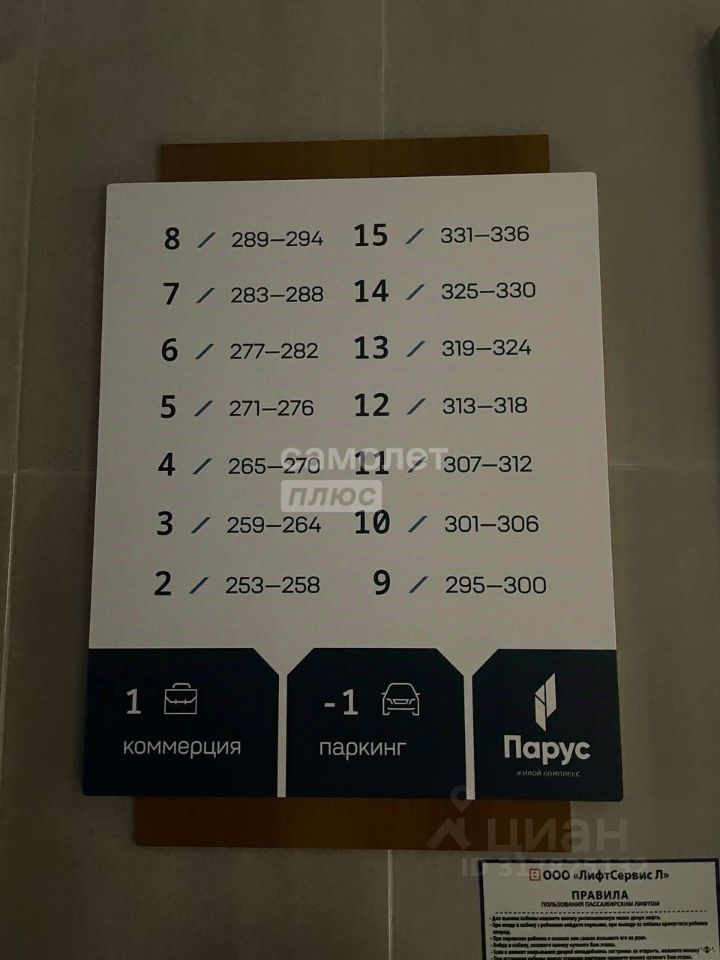 8 / 289—294
15 / 331—336
7 / 283—288
14 / 325—330
6 / 277—282
13 / 319—324
5 / 271—276
12 / 313—318
4 / 265—270
11 / 307—312
3 / 259—264
10 / 301—306
2 / 253—258
9 / 295—300
самолет
плюс
1
коммерция
-1
паркинг
Парус
ЖИЛОЙ КОМПЛЕКС
циан
ID
ООО «ЛифтСервис Л»
ПРАВИЛА
ПОЛЬЗОВАНИЯ ПАССАЖИРСКИМ ЛИФТОМ